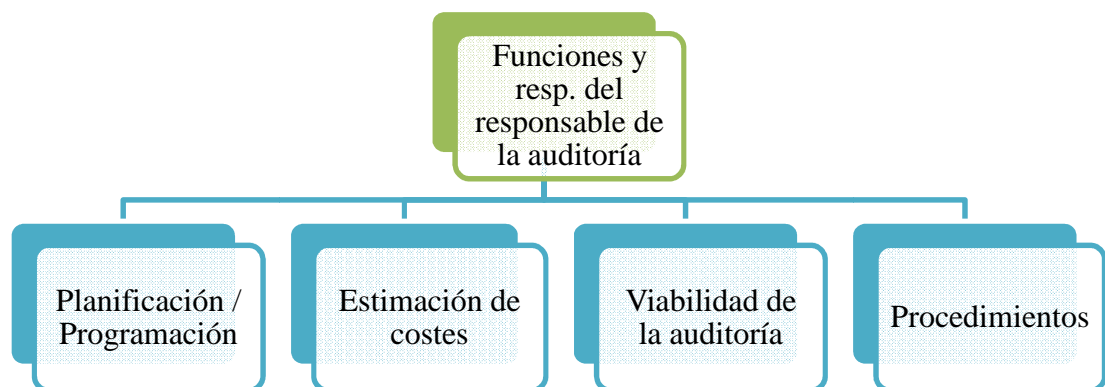 Funciones y
resp. del
responsable de
la auditoría
Planificación /
Programación
Estimación de
costes
Viabilidad de
la auditoría
Procedimientos